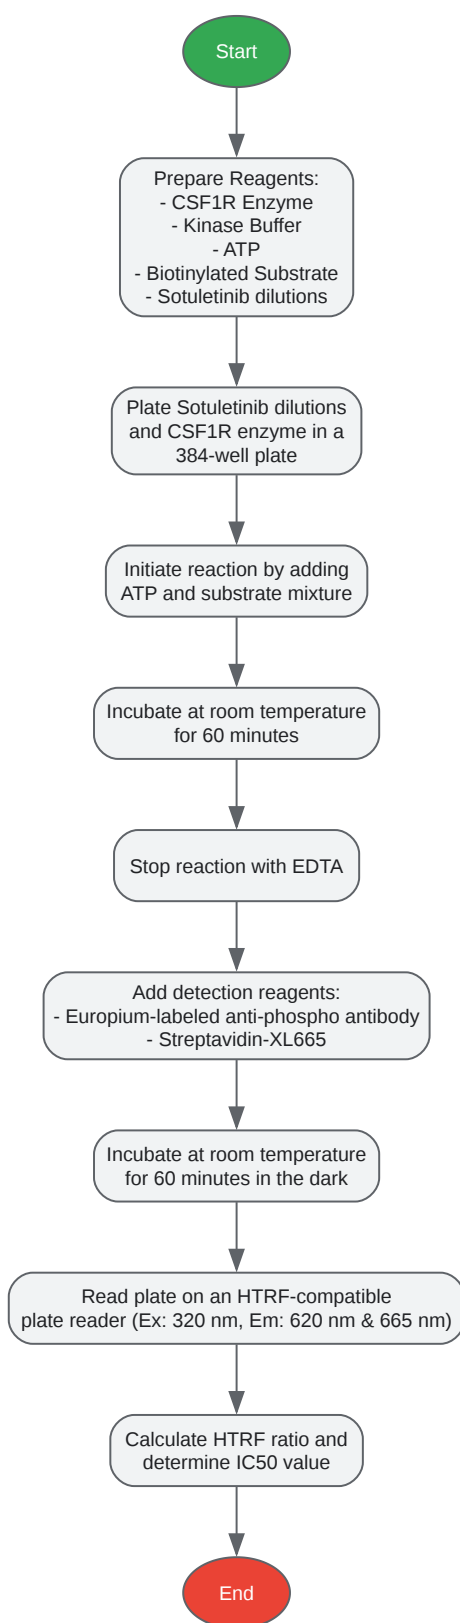 Start
Prepare Reagents:
- CSF1R Enzyme
- Kinase Buffer
- ATP
- Biotinylated Substrate
- Sotuletinib dilutions
Plate Sotuletinib dilutions
and CSF1R enzyme in a
384-well plate
Initiate reaction by adding
ATP and substrate mixture
Incubate at room temperature
for 60 minutes
Stop reaction with EDTA
Add detection reagents:
- Europium-labeled anti-phospho antibody
- Streptavidin-XL665
Incubate at room temperature
for 60 minutes in the dark
Read plate on an HTRF-compatible
plate reader (Ex: 320 nm, Em: 620 nm & 665 nm)
Calculate HTRF ratio and
determine IC50 value
End